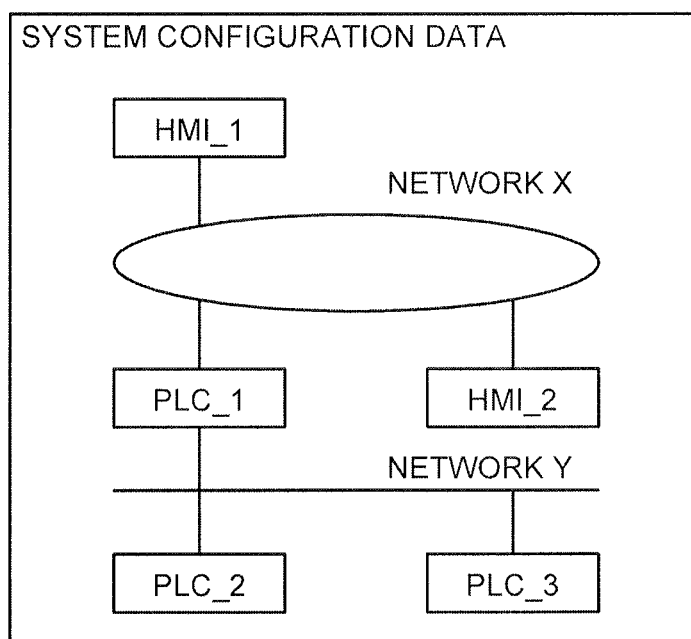 SYSTEM CONFIGURATION DATA
HMI_1
NETWORK X
PLC_1
HMI_2
NETWORK Y
PLC_2
PLC_3